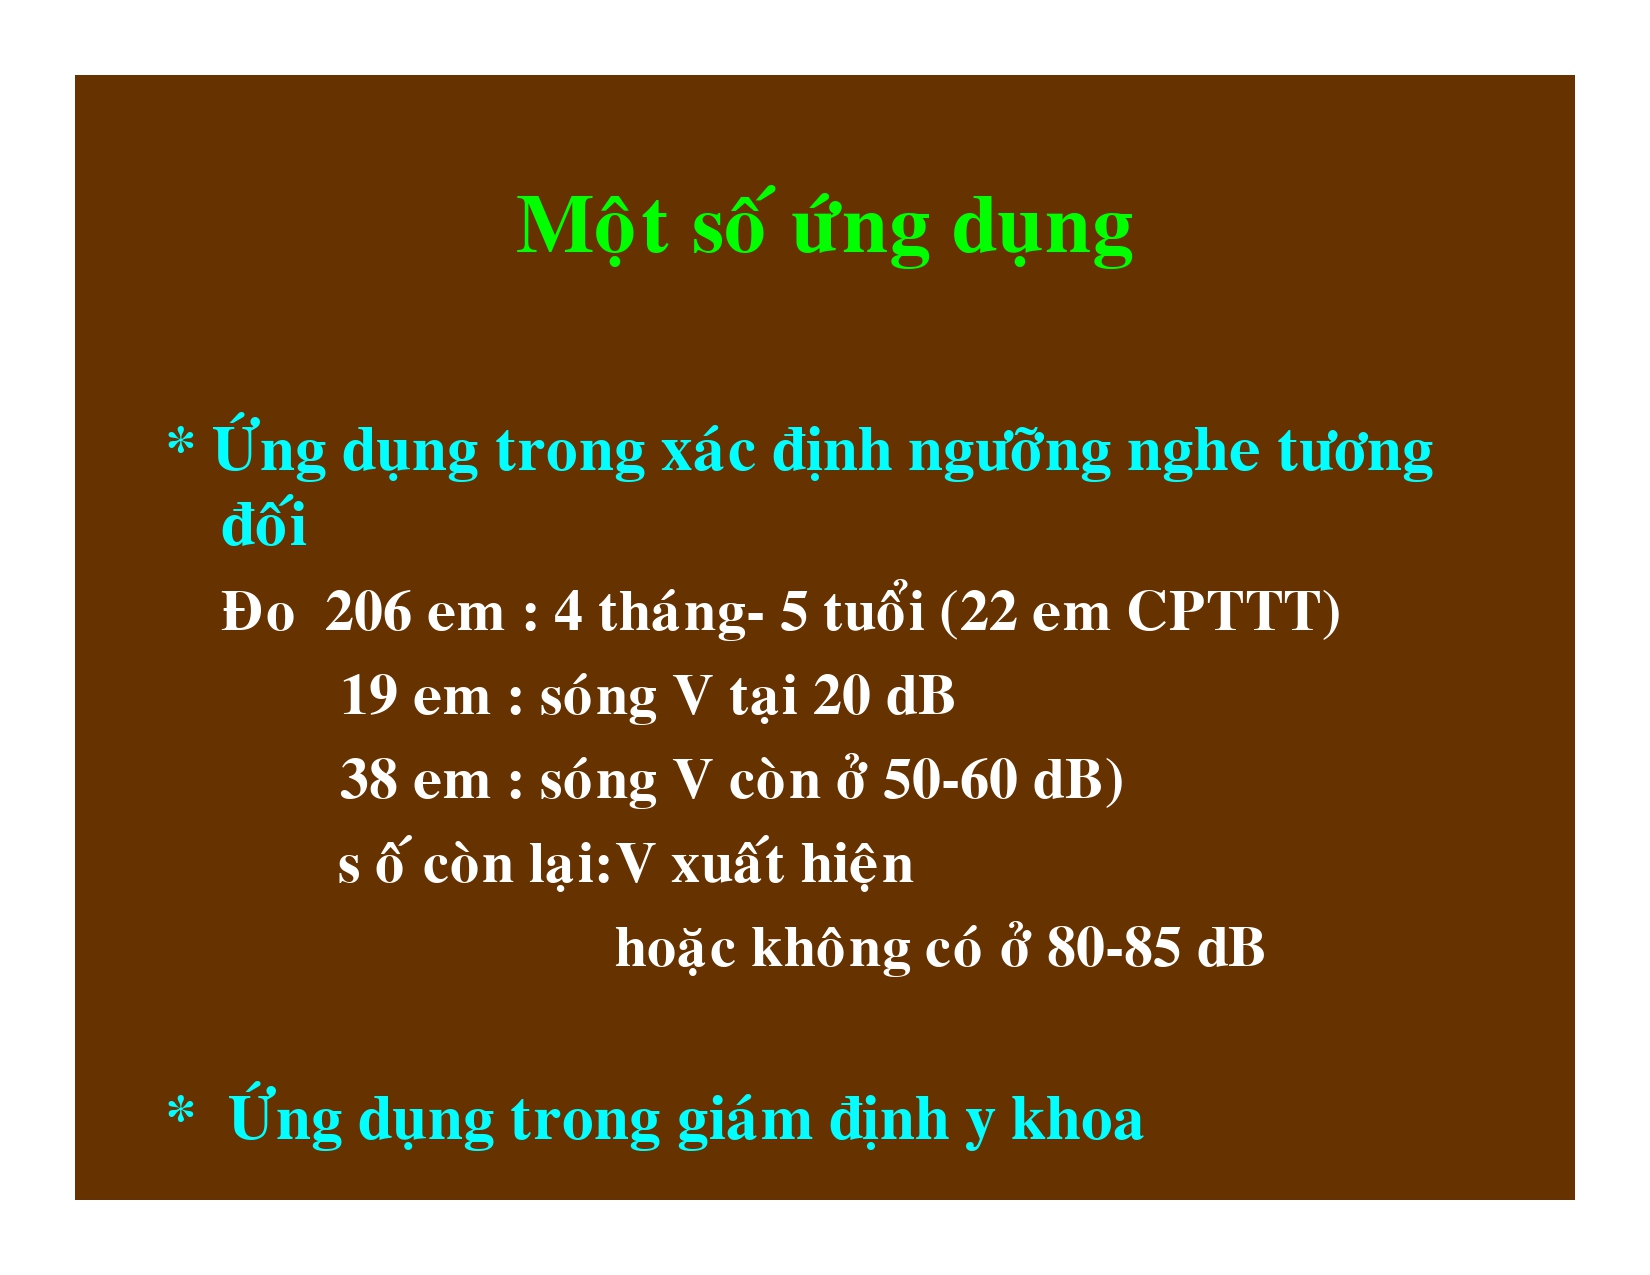 Một số ứng dụng
* Ứng dụng trong xác định ngưỡng nghe tương
đối
Đo 206 em : 4 tháng- 5 tuổi (22 em CPTTT)
19 em : sóng V tại 20 dB
38 em : sóng V còn ở 50-60 dB)
s ố còn lại:V xuất hiện
hoặc không có ở 80-85 dB
* Ứng dụng trong giám định y khoa